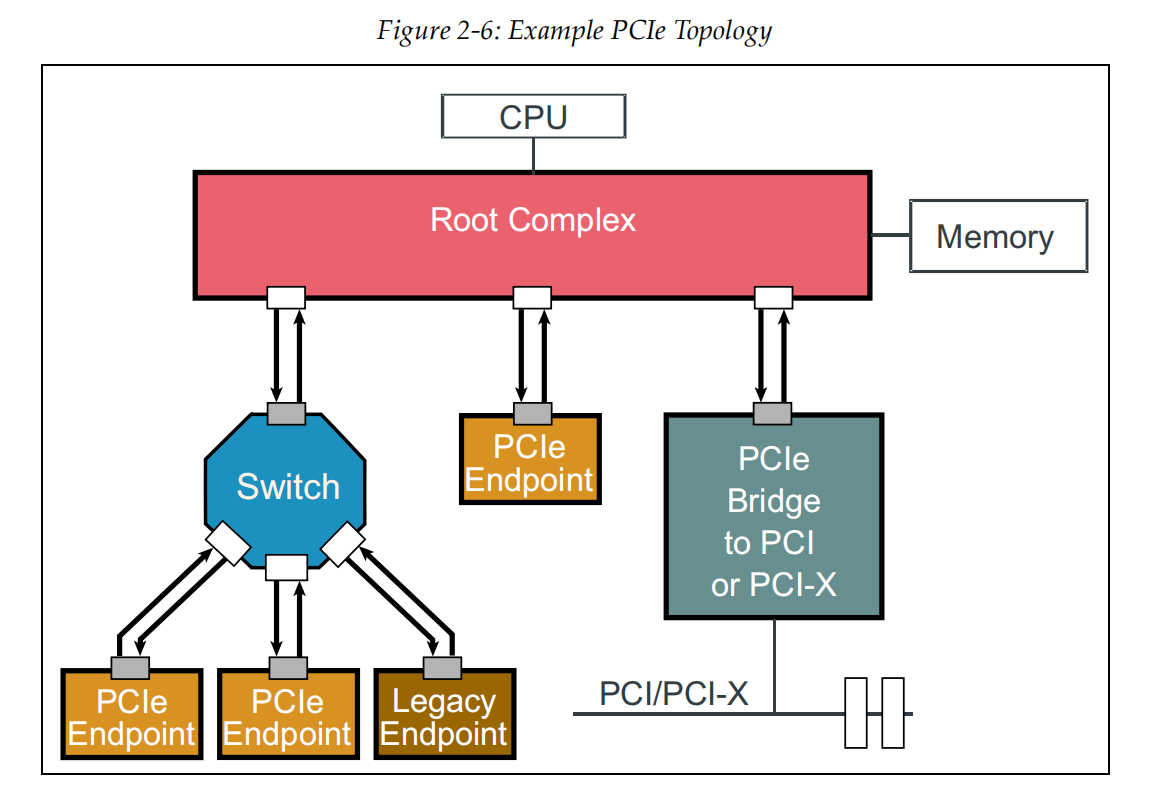 Figure 2-6: Example PCIe Topology
CPU
Root Complex
Memory
Switch
PCIe
Endpoint
PCIe
Bridge
to PCI
or PCI-X
PCIe
Endpoint
PCIe
Endpoint
Legacy
Endpoint
PCI/PCI-X